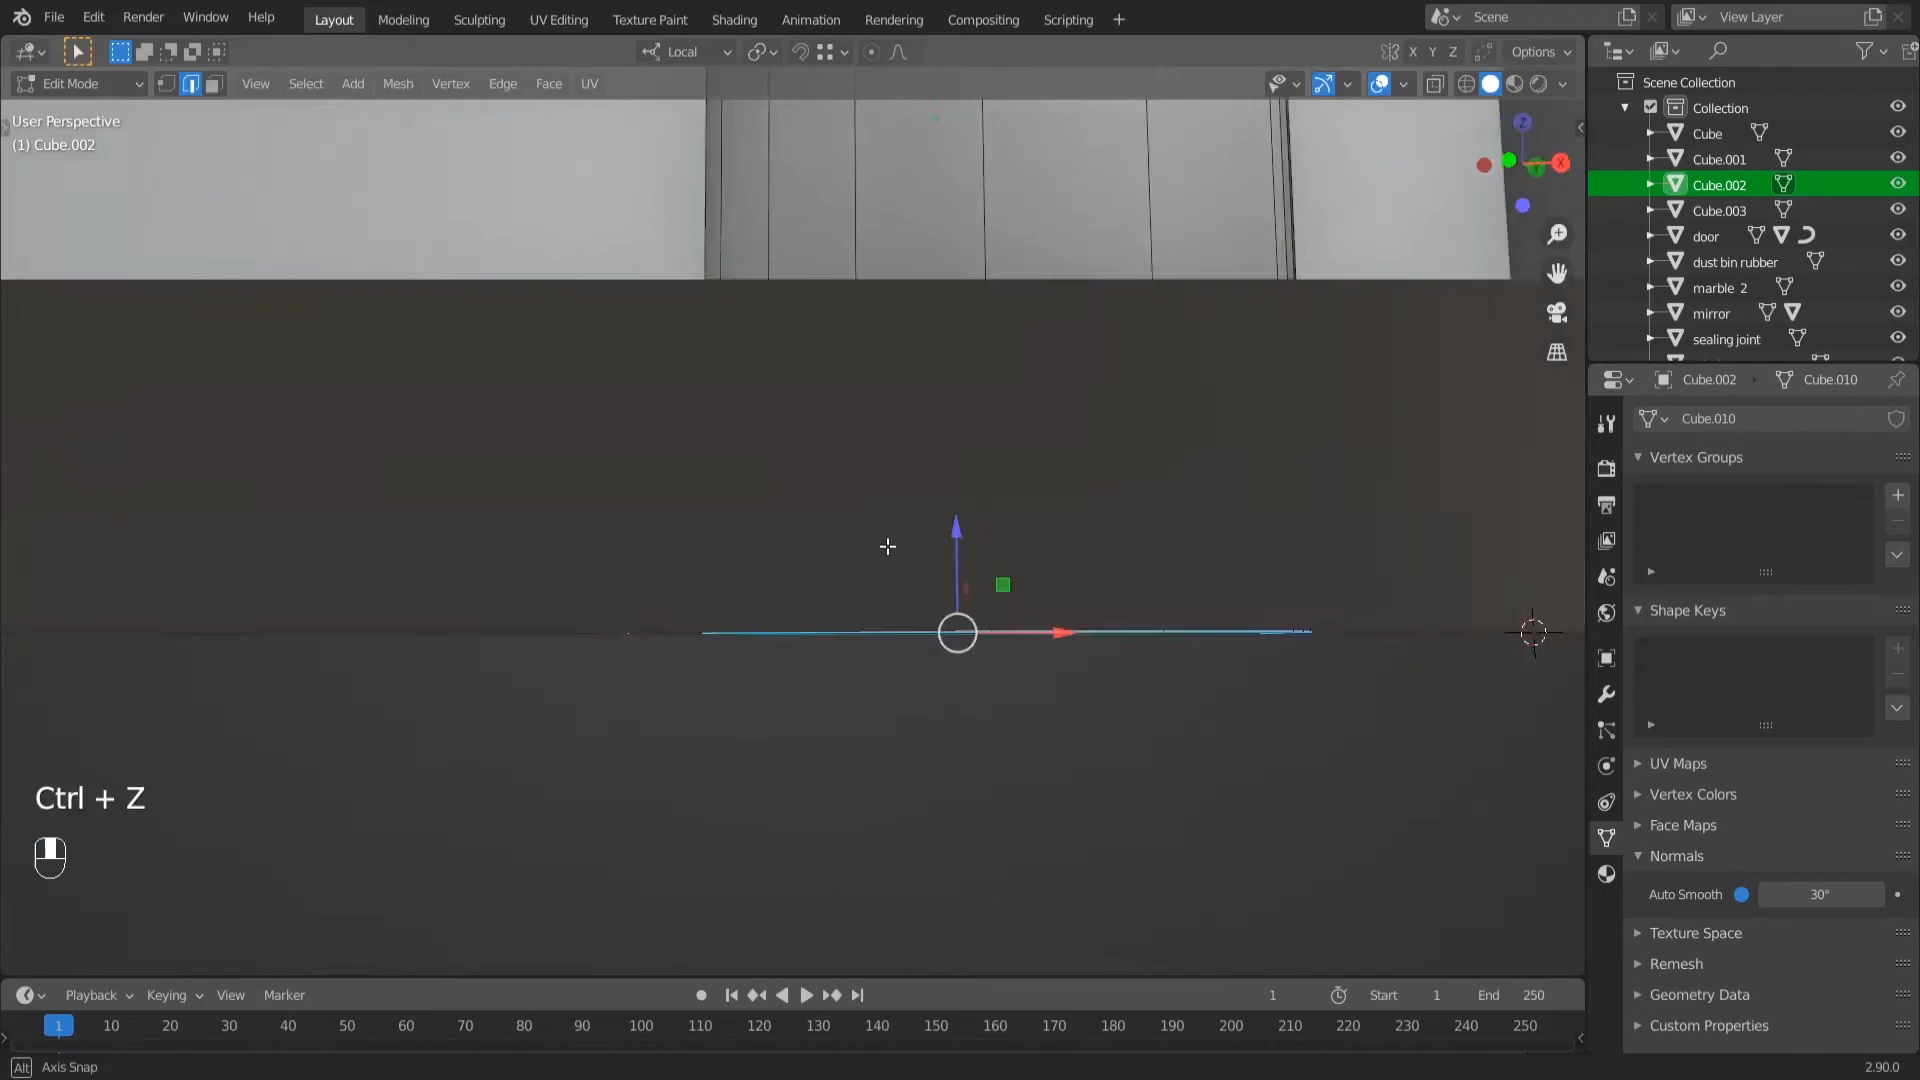 File Edit Render Window Help Layout Modeling Sculpting UV Editing Texture Paint Shading Animation Rendering Compositing Scripting + Scene View Layer
Local X Y Z Options
Edit Mode View Select Add Mesh Vertex Edge Face UV
User Perspective
(1) Cube.002
Z
X
Y
Scene Collection
Collection
Cube
Cube.001
Cube.002
Cube.003
door
dust bin rubber
marble 2
mirror
sealing joint
Cube.002 Cube.010
Cube.010
Vertex Groups
Shape Keys
UV Maps
Vertex Colors
Face Maps
Normals
Auto Smooth 30°
Texture Space
Remesh
Geometry Data
Custom Properties
Ctrl + Z
Playback Keying View Marker 1 Start 1 End 250
1 10 20 30 40 50 60 70 80 90 100 110 120 130 140 150 160 170 180 190 200 210 220 230 240 250
Alt Axis Snap 2.90.0